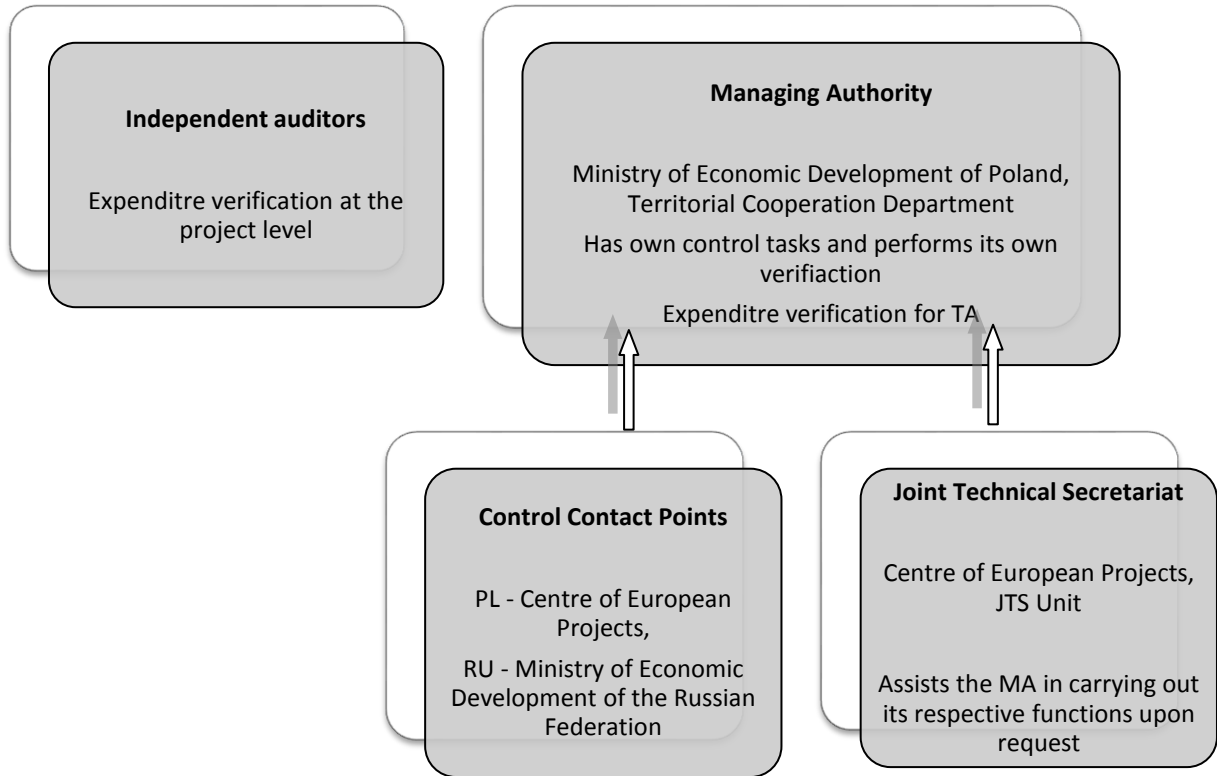 Independent auditors
Expenditre verification at the
project level
Managing Authority
Ministry of Economic Development of Poland,
Territorial Cooperation Department
Has own control tasks and performs its own
verifiaction
Expenditre verification for TA
Control Contact Points
PL - Centre of European
Projects,
RU - Ministry of Economic
Development of the Russian
Federation
Joint Technical Secretariat
Centre of European Projects,
JTS Unit
Assists the MA in carrying out
its respective functions upon
request